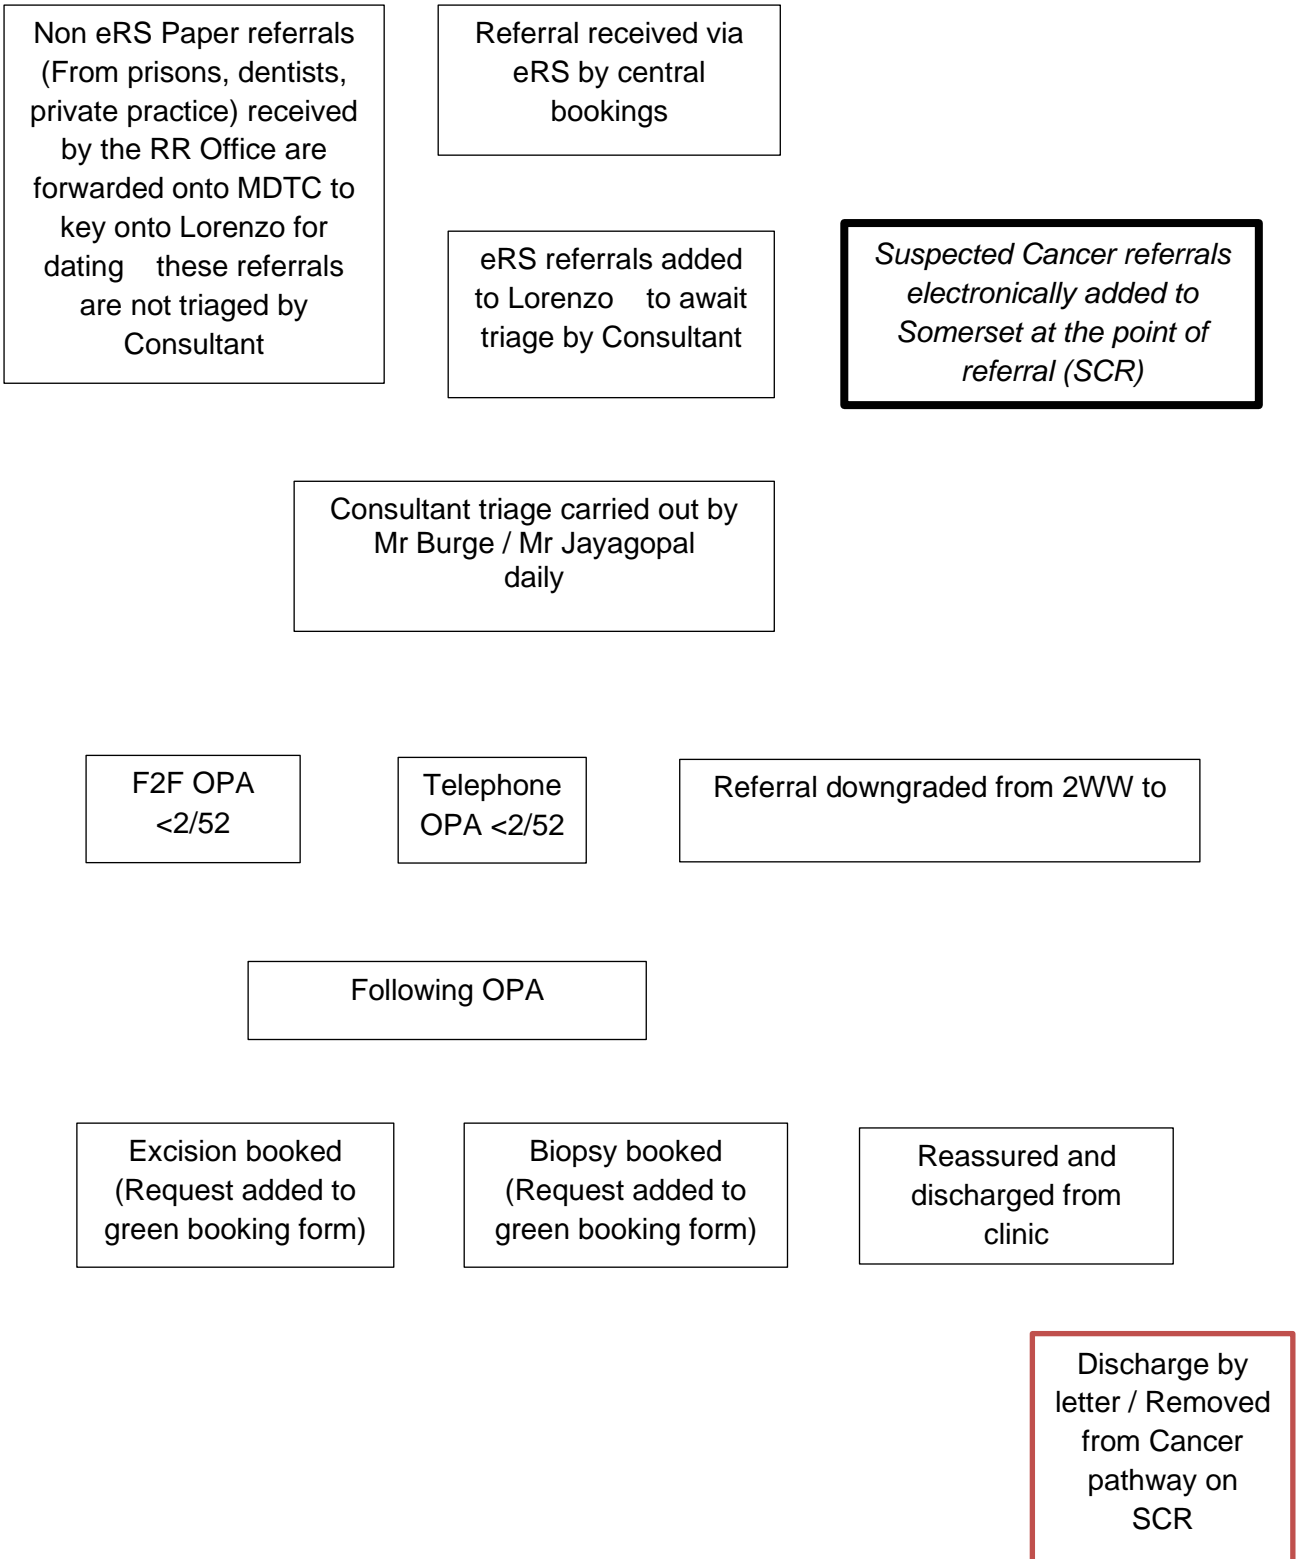 Non eRS Paper referrals
(From prisons, dentists,
private practice) received
by the RR Office are
forwarded onto MDTC to
key onto Lorenzo for
dating these referrals
are not triaged by
Consultant
Referral received via
eRS by central
bookings
eRS referrals added
to Lorenzo to await
triage by Consultant
Suspected Cancer referrals
electronically added to
Somerset at the point of
referral (SCR)
Consultant triage carried out by
Mr Burge / Mr Jayagopal
daily
F2F OPA
<2/52
Telephone
OPA <2/52
Referral downgraded from 2WW to
Following OPA
Excision booked
(Request added to
green booking form)
Biopsy booked
(Request added to
green booking form)
Reassured and
discharged from
clinic
Discharge by
letter / Removed
from Cancer
pathway on
SCR